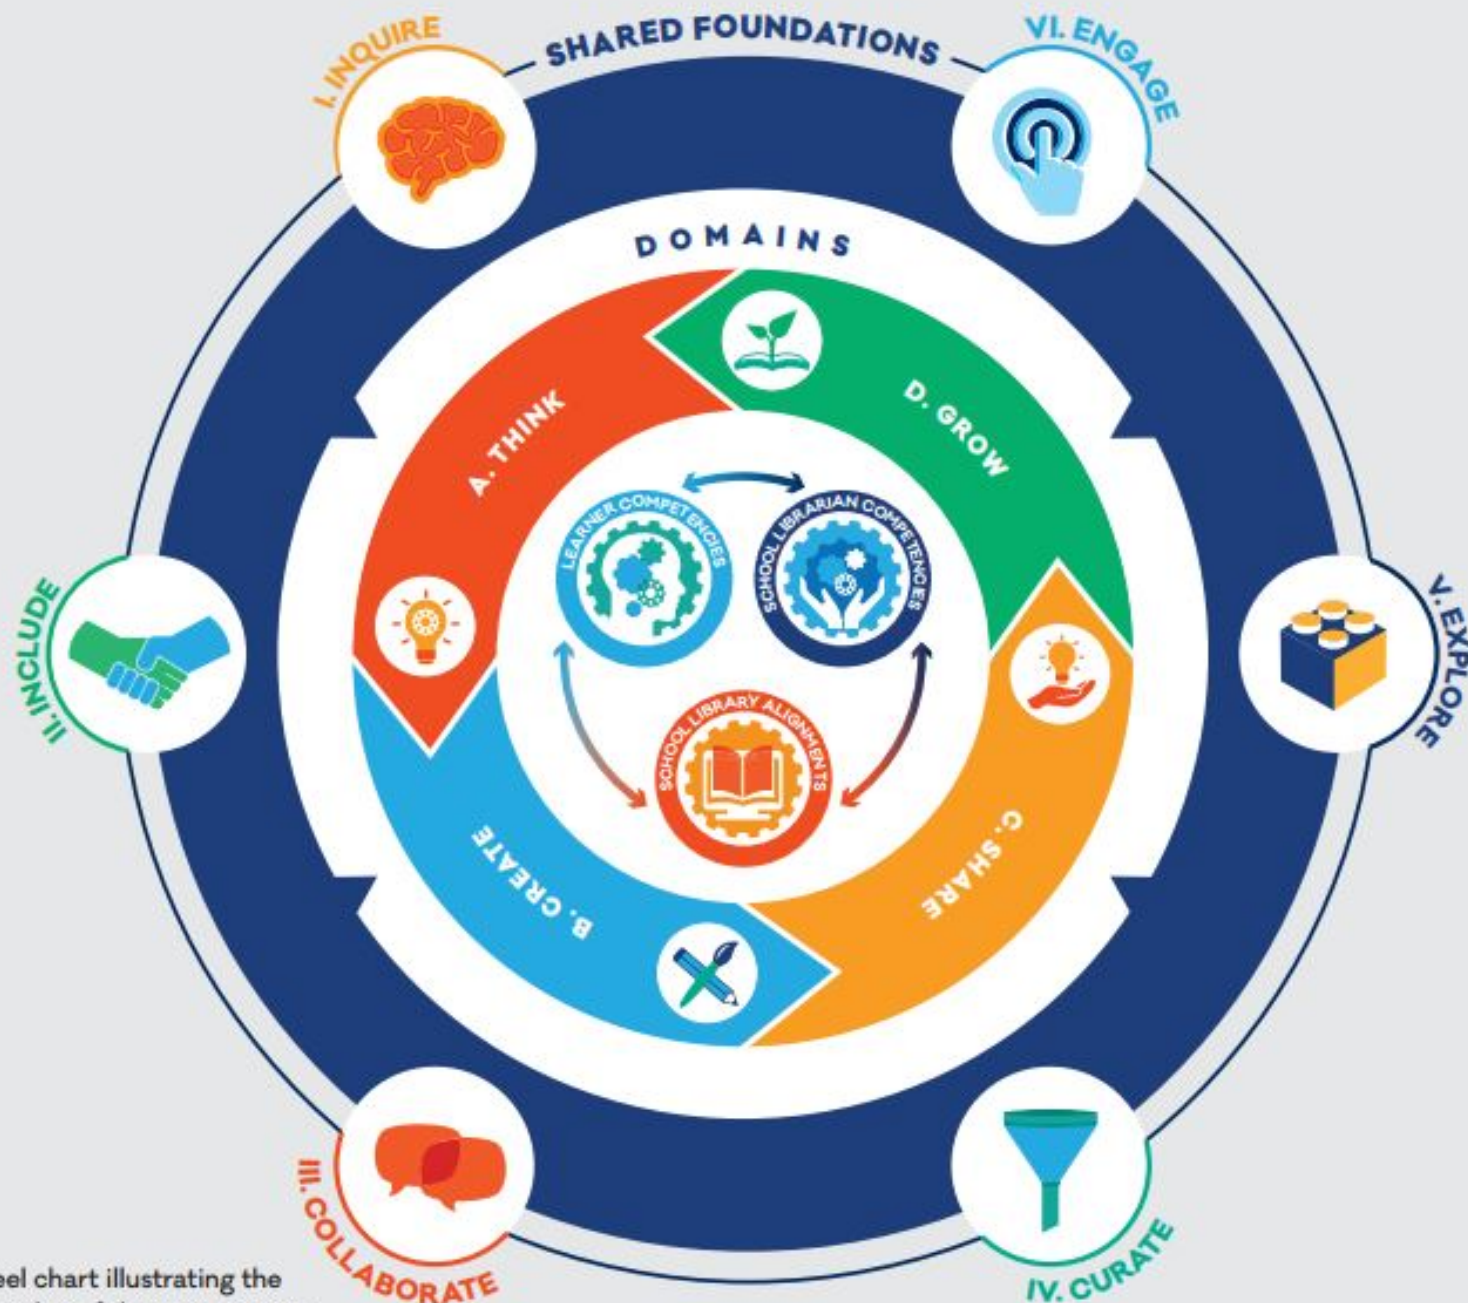 SHARED FOUNDATIONS
I. INQUIRE
VI. ENGAGE
II. INCLUDE
V. EXPLORE
III. COLLABORATE
IV. CURATE
DOMAINS
A. THINK
D. GROW
B. CREATE
C. SHARE
LEARNER COMPETENCIES
SCHOOL LIBRARIAN COMPETENCIES
SCHOOL LIBRARY ALIGNMENTS
eel chart illustrating the